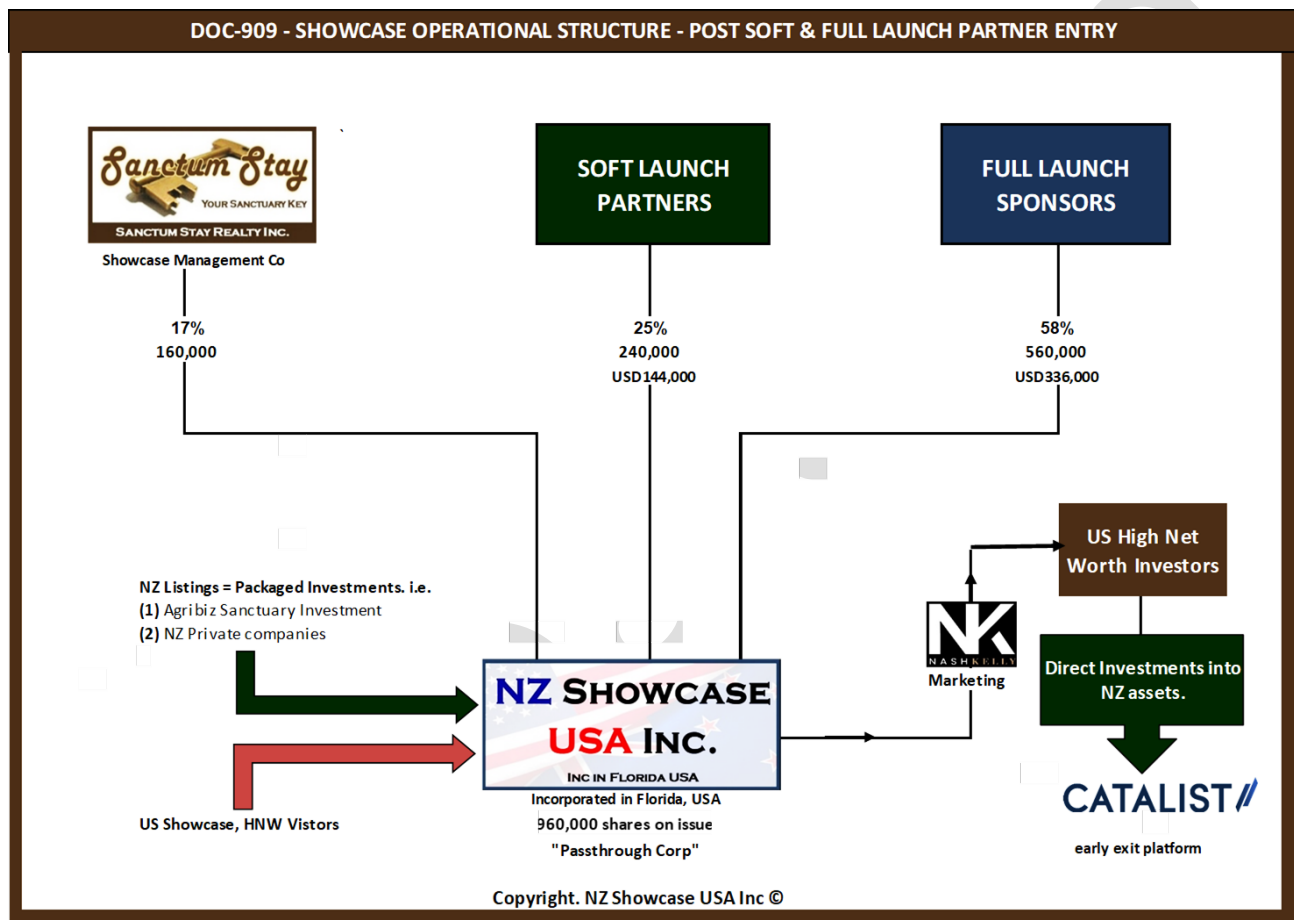 DOC-909 - SHOWCASE OPERATIONAL STRUCTURE - POST SOFT & FULL LAUNCH PARTNER ENTRY
Sanctum Stay
YOUR SANCTUARY KEY
SANCTUM STAY REALTY INC.
Showcase Management Co
SOFT LAUNCH
PARTNERS
FULL LAUNCH
SPONSORS
17%
160,000
25%
240,000
USD144,000
58%
560,000
USD336,000
NZ Listings = Packaged Investments. i.e.
(1) Agribiz Sanctuary Investment
(2) NZ Private companies
US Showcase, HNW Vistors
NZ SHOWCASE
USA INC.
INC IN FLORIDA USA
Incorporated in Florida, USA
960,000 shares on issue
"Passthrough Corp"
NK
NASHKELLY
Marketing
US High Net
Worth Investors
Direct Investments into
NZ assets.
CATALIST
early exit platform
Copyright. NZ Showcase USA Inc ©